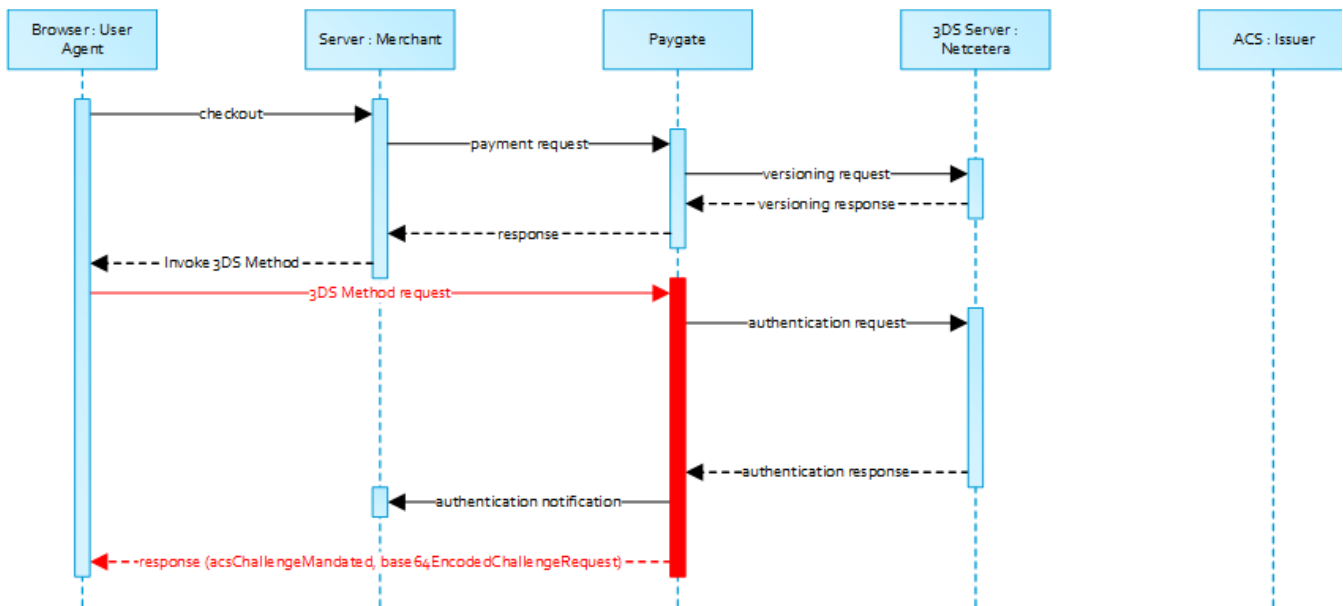 Browser : User
Agent
Server : Merchant
Paygate
3DS Server :
Netcetera
ACS : Issuer
checkout
payment request
versioning request
versioning response
response
Invoke 3DS Method
3DS Method request
authentication request
authentication response
authentication notification
response (acsChallengeMandated, base64EncodedChallengeRequest)